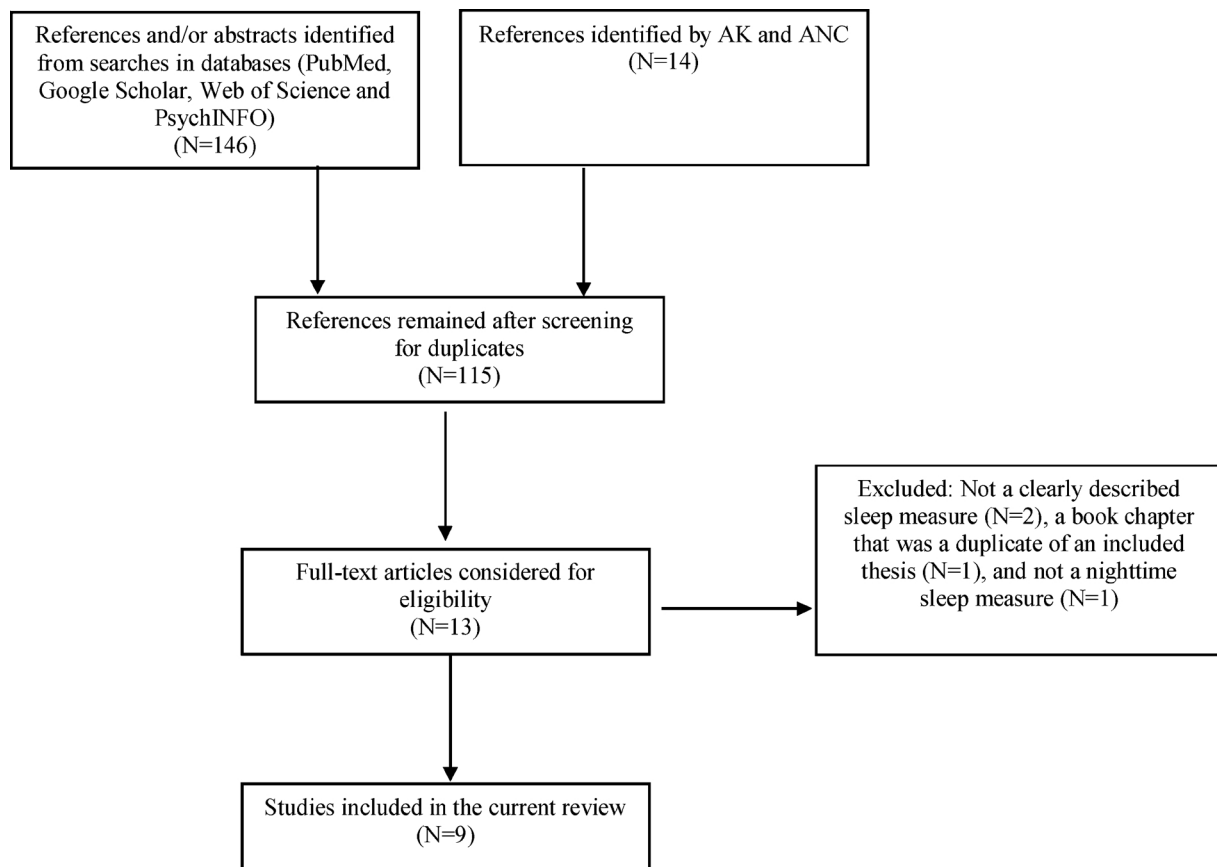 References and/or abstracts identified
from searches in databases (PubMed,
Google Scholar, Web of Science and
PsychINFO)
(N=146)
References identified by AK and ANC
(N=14)
References remained after screening
for duplicates
(N=115)
Excluded: Not a clearly described
sleep measure (N=2), a book chapter
that was a duplicate of an included
thesis (N=1), and not a nighttime
sleep measure (N=1)
Full-text articles considered for
eligibility
(N=13)
Studies included in the current review
(N=9)